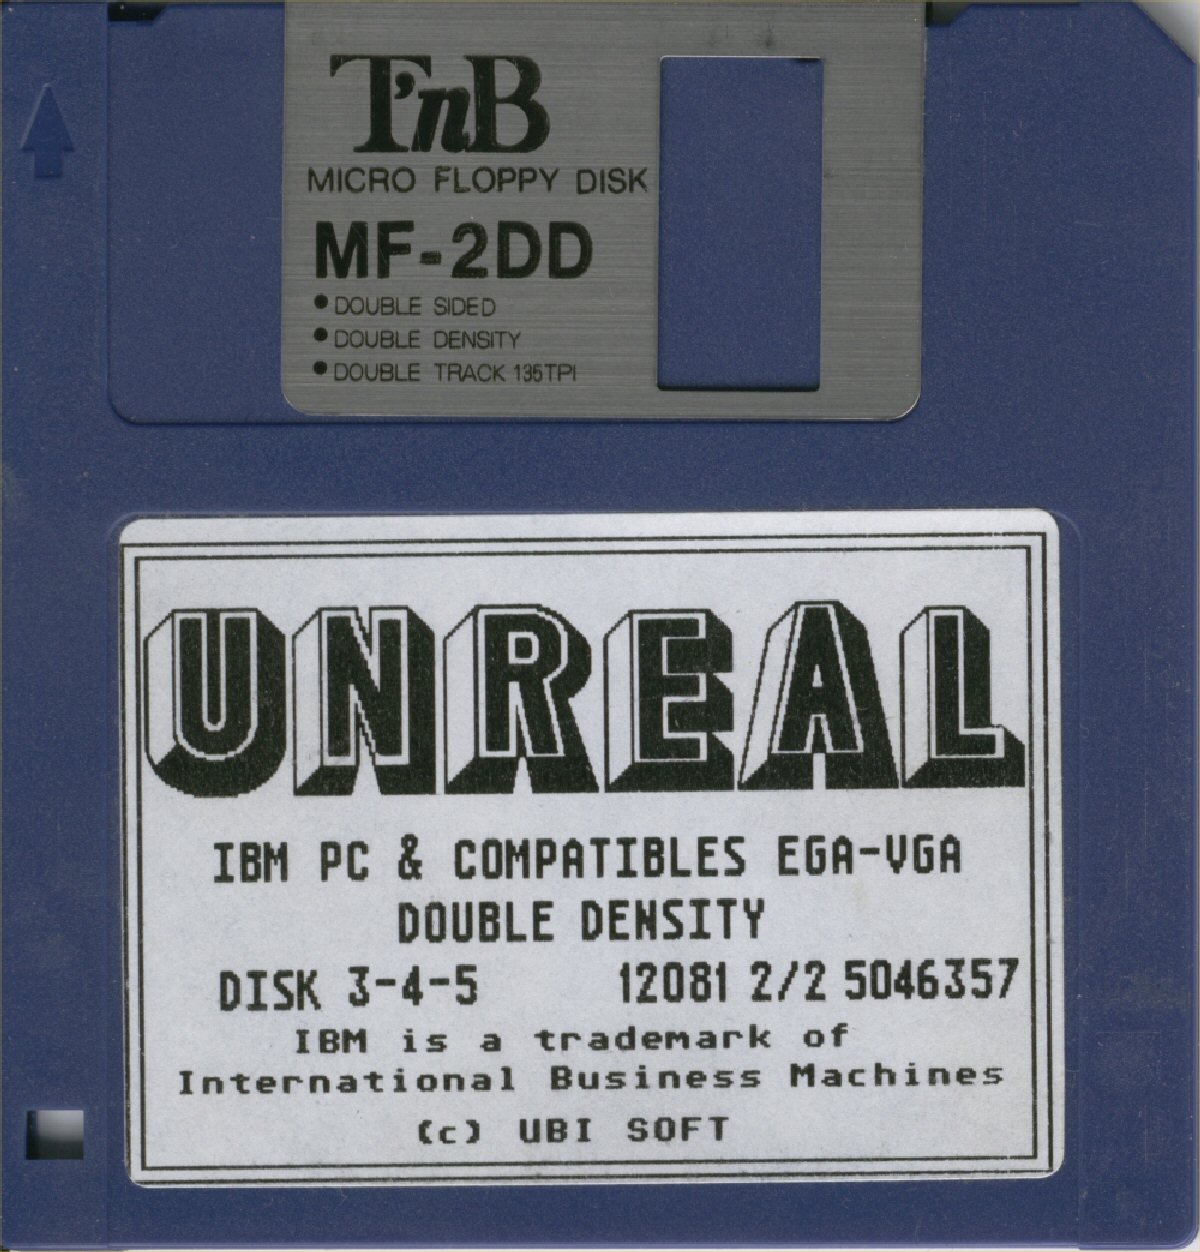 T'nB
MICRO FLOPPY DISK
MF-2DD
• DOUBLE SIDED
• DOUBLE DENSITY
• DOUBLE TRACK 135TPI
UNREAL
IBM PC & COMPATIBLES EGA-VGA
DOUBLE DENSITY
DISK 3-4-5 12081 2/2 5046357
IBM is a trademark of
International Business Machines
(c) UBI SOFT